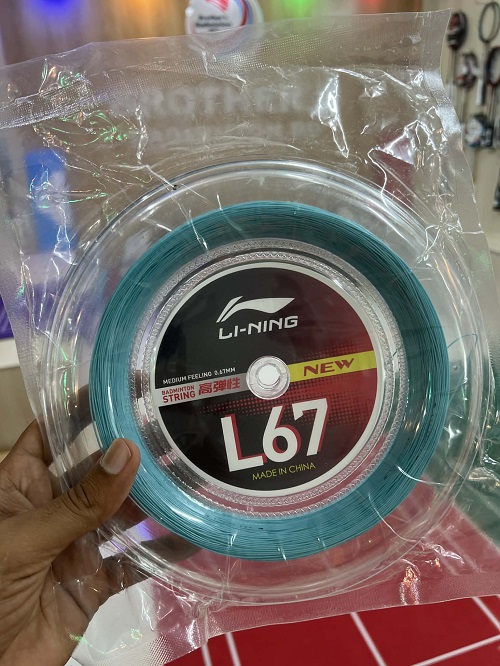 LI-NING
MEDIUM FEELING 0.67MM
BADMINTON
STRING 高弹性
NEW
L67
MADE IN CHINA